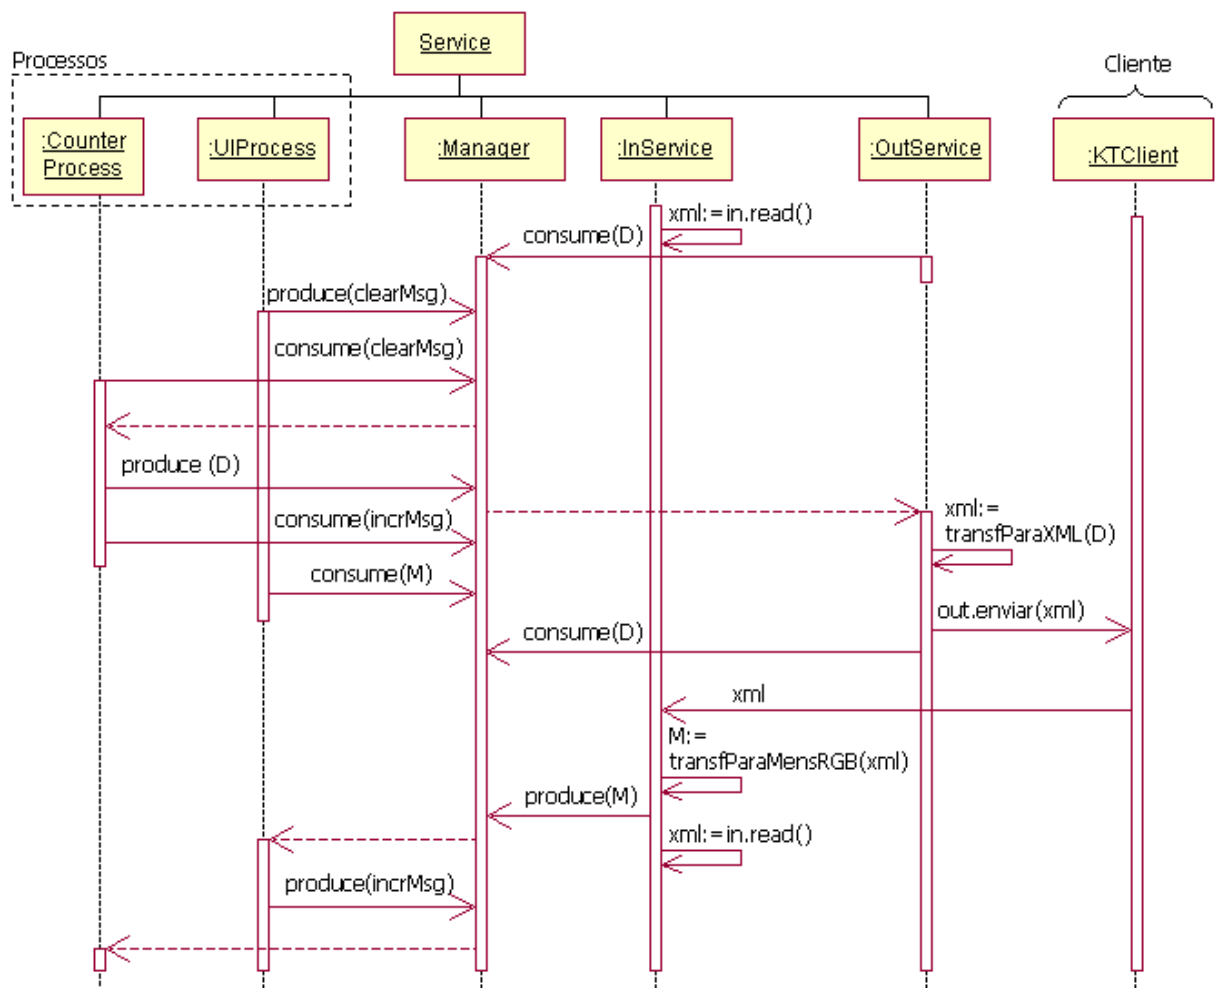 Service
Processos
Cliente
:Counter
Process
:UIProcess
:Manager
:InService
:OutService
:KTClient
xml:=in.read()
consume(D)
produce(clearMsg)
consume(clearMsg)
produce (D)
consume(incrMsg)
xml:=
transfParaXML(D)
consume(M)
out.enviar(xml)
consume(D)
xml
M:=
transfParaMensRGB(xml)
produce(M)
xml:=in.read()
produce(incrMsg)